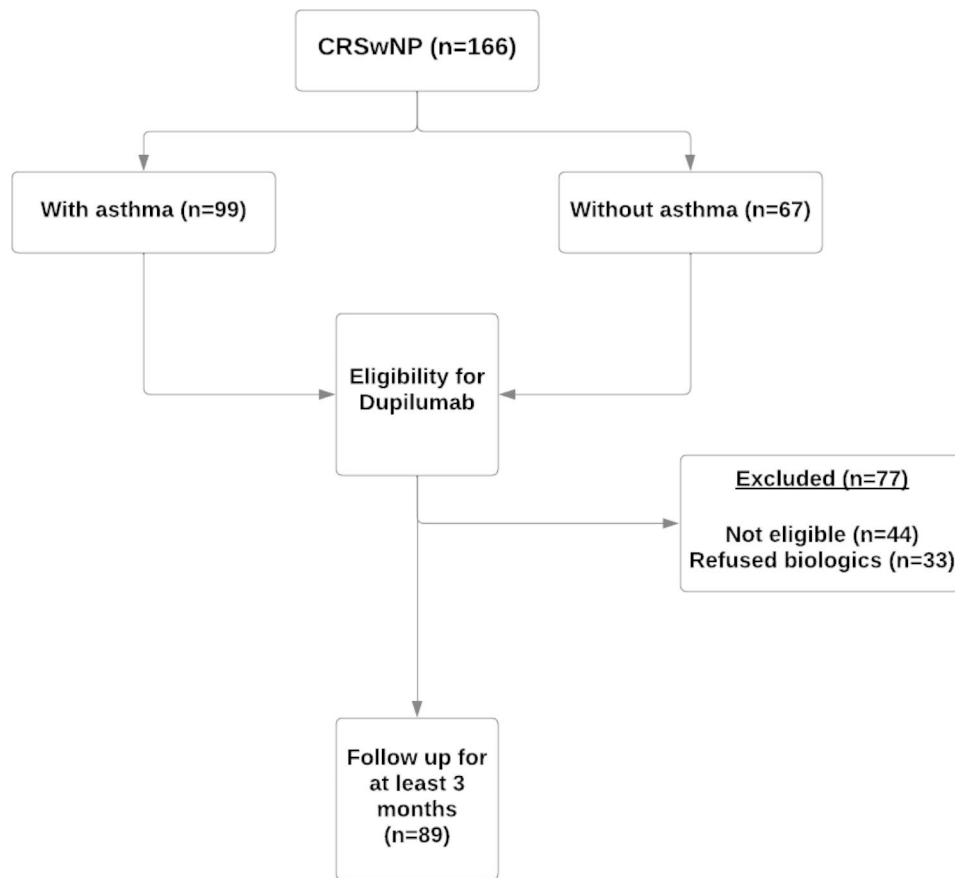 CRSwNP (n=166)
With asthma (n=99)
Without asthma (n=67)
Eligibility for
Dupilumab
Excluded (n=77)
Not eligible (n=44)
Refused biologics (n=33)
Follow up for
at least 3
months
(n=89)